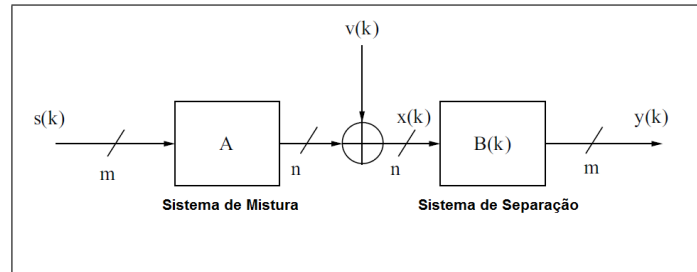 v(k)
s(k)
A
x(k)
B(k)
y(k)
m
n
n
m
Sistema de Mistura
Sistema de Separação